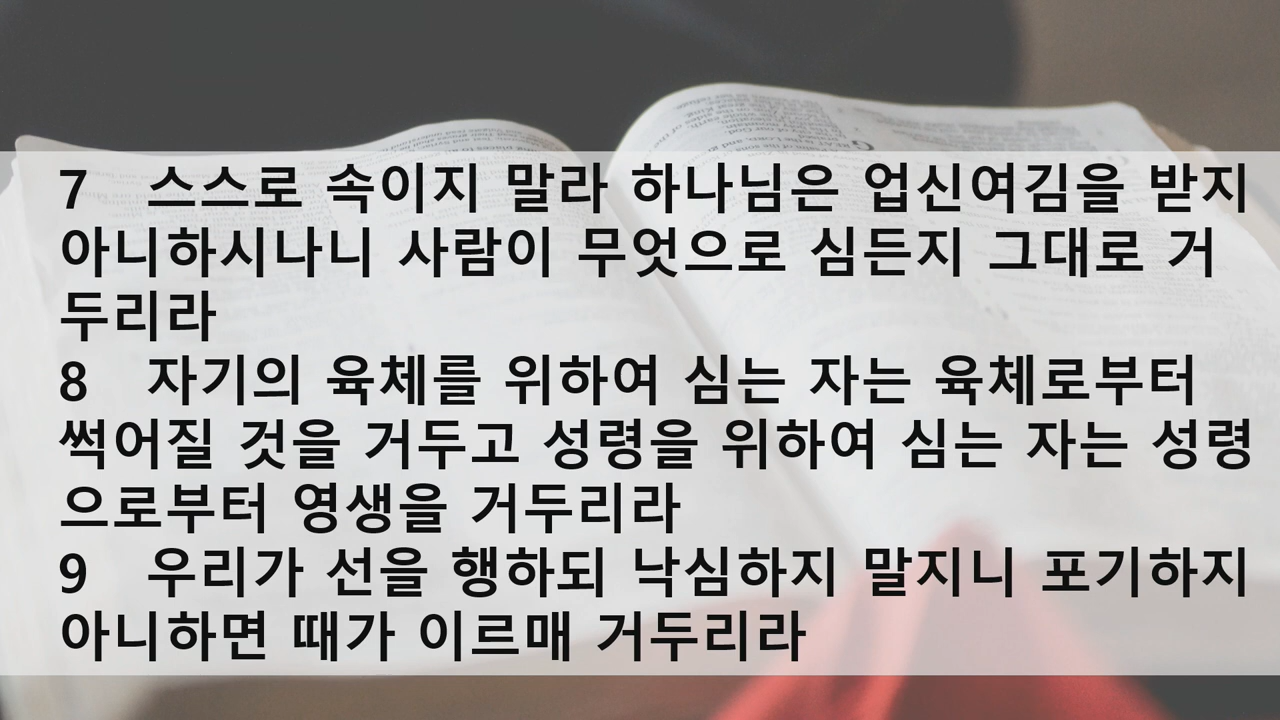 7 스스로 속이지 말라 하나님은 업신여김을 받지
아니하시나니 사람이 무엇으로 심든지 그대로 거
두리라
8 자기의 육체를 위하여 심는 자는 육체로부터
썩어질 것을 거두고 성령을 위하여 심는 자는 성령
으로부터 영생을 거두리라
9 우리가 선을 행하되 낙심하지 말지니 포기하지
아니하면 때가 이르매 거두리라